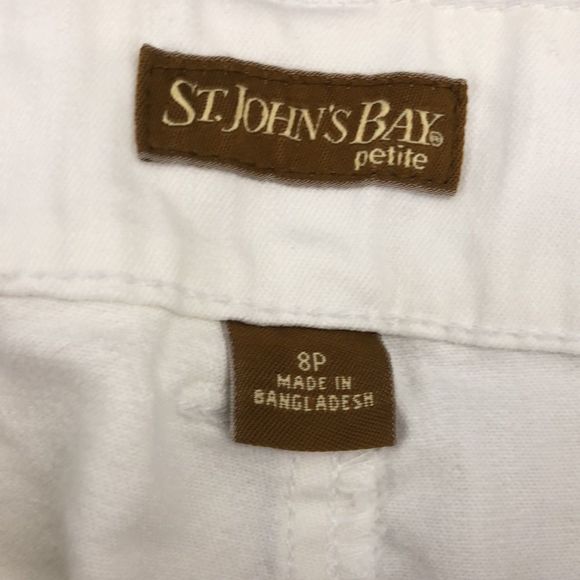 ST. JOHN'S BAY®
petite
8P
MADE IN
BANGLADESH